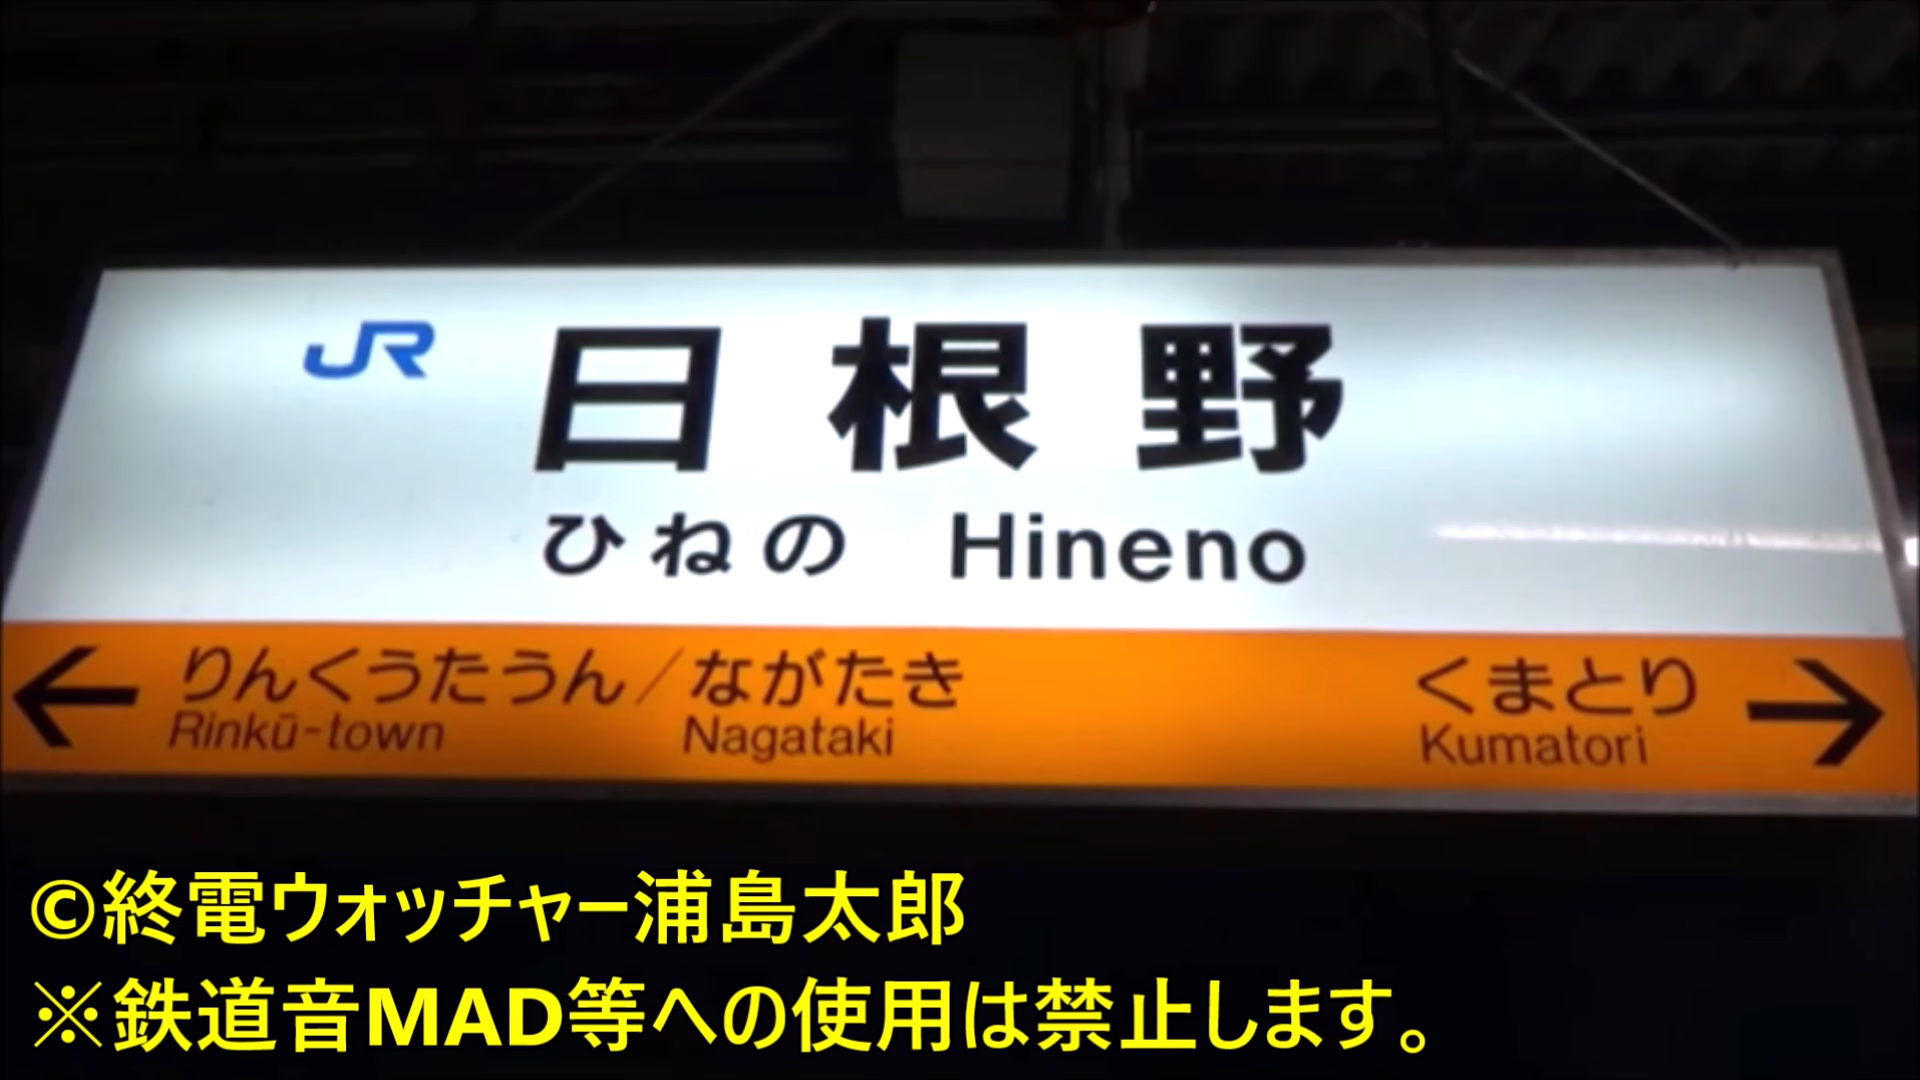 JR 日根野
ひねの Hineno
← りんくうたうん/ながたき くまとり →
Rinkū-town Nagataki Kumatori
©終電ウォッチャー浦島太郎
※鉄道音MAD等への使用は禁止します。